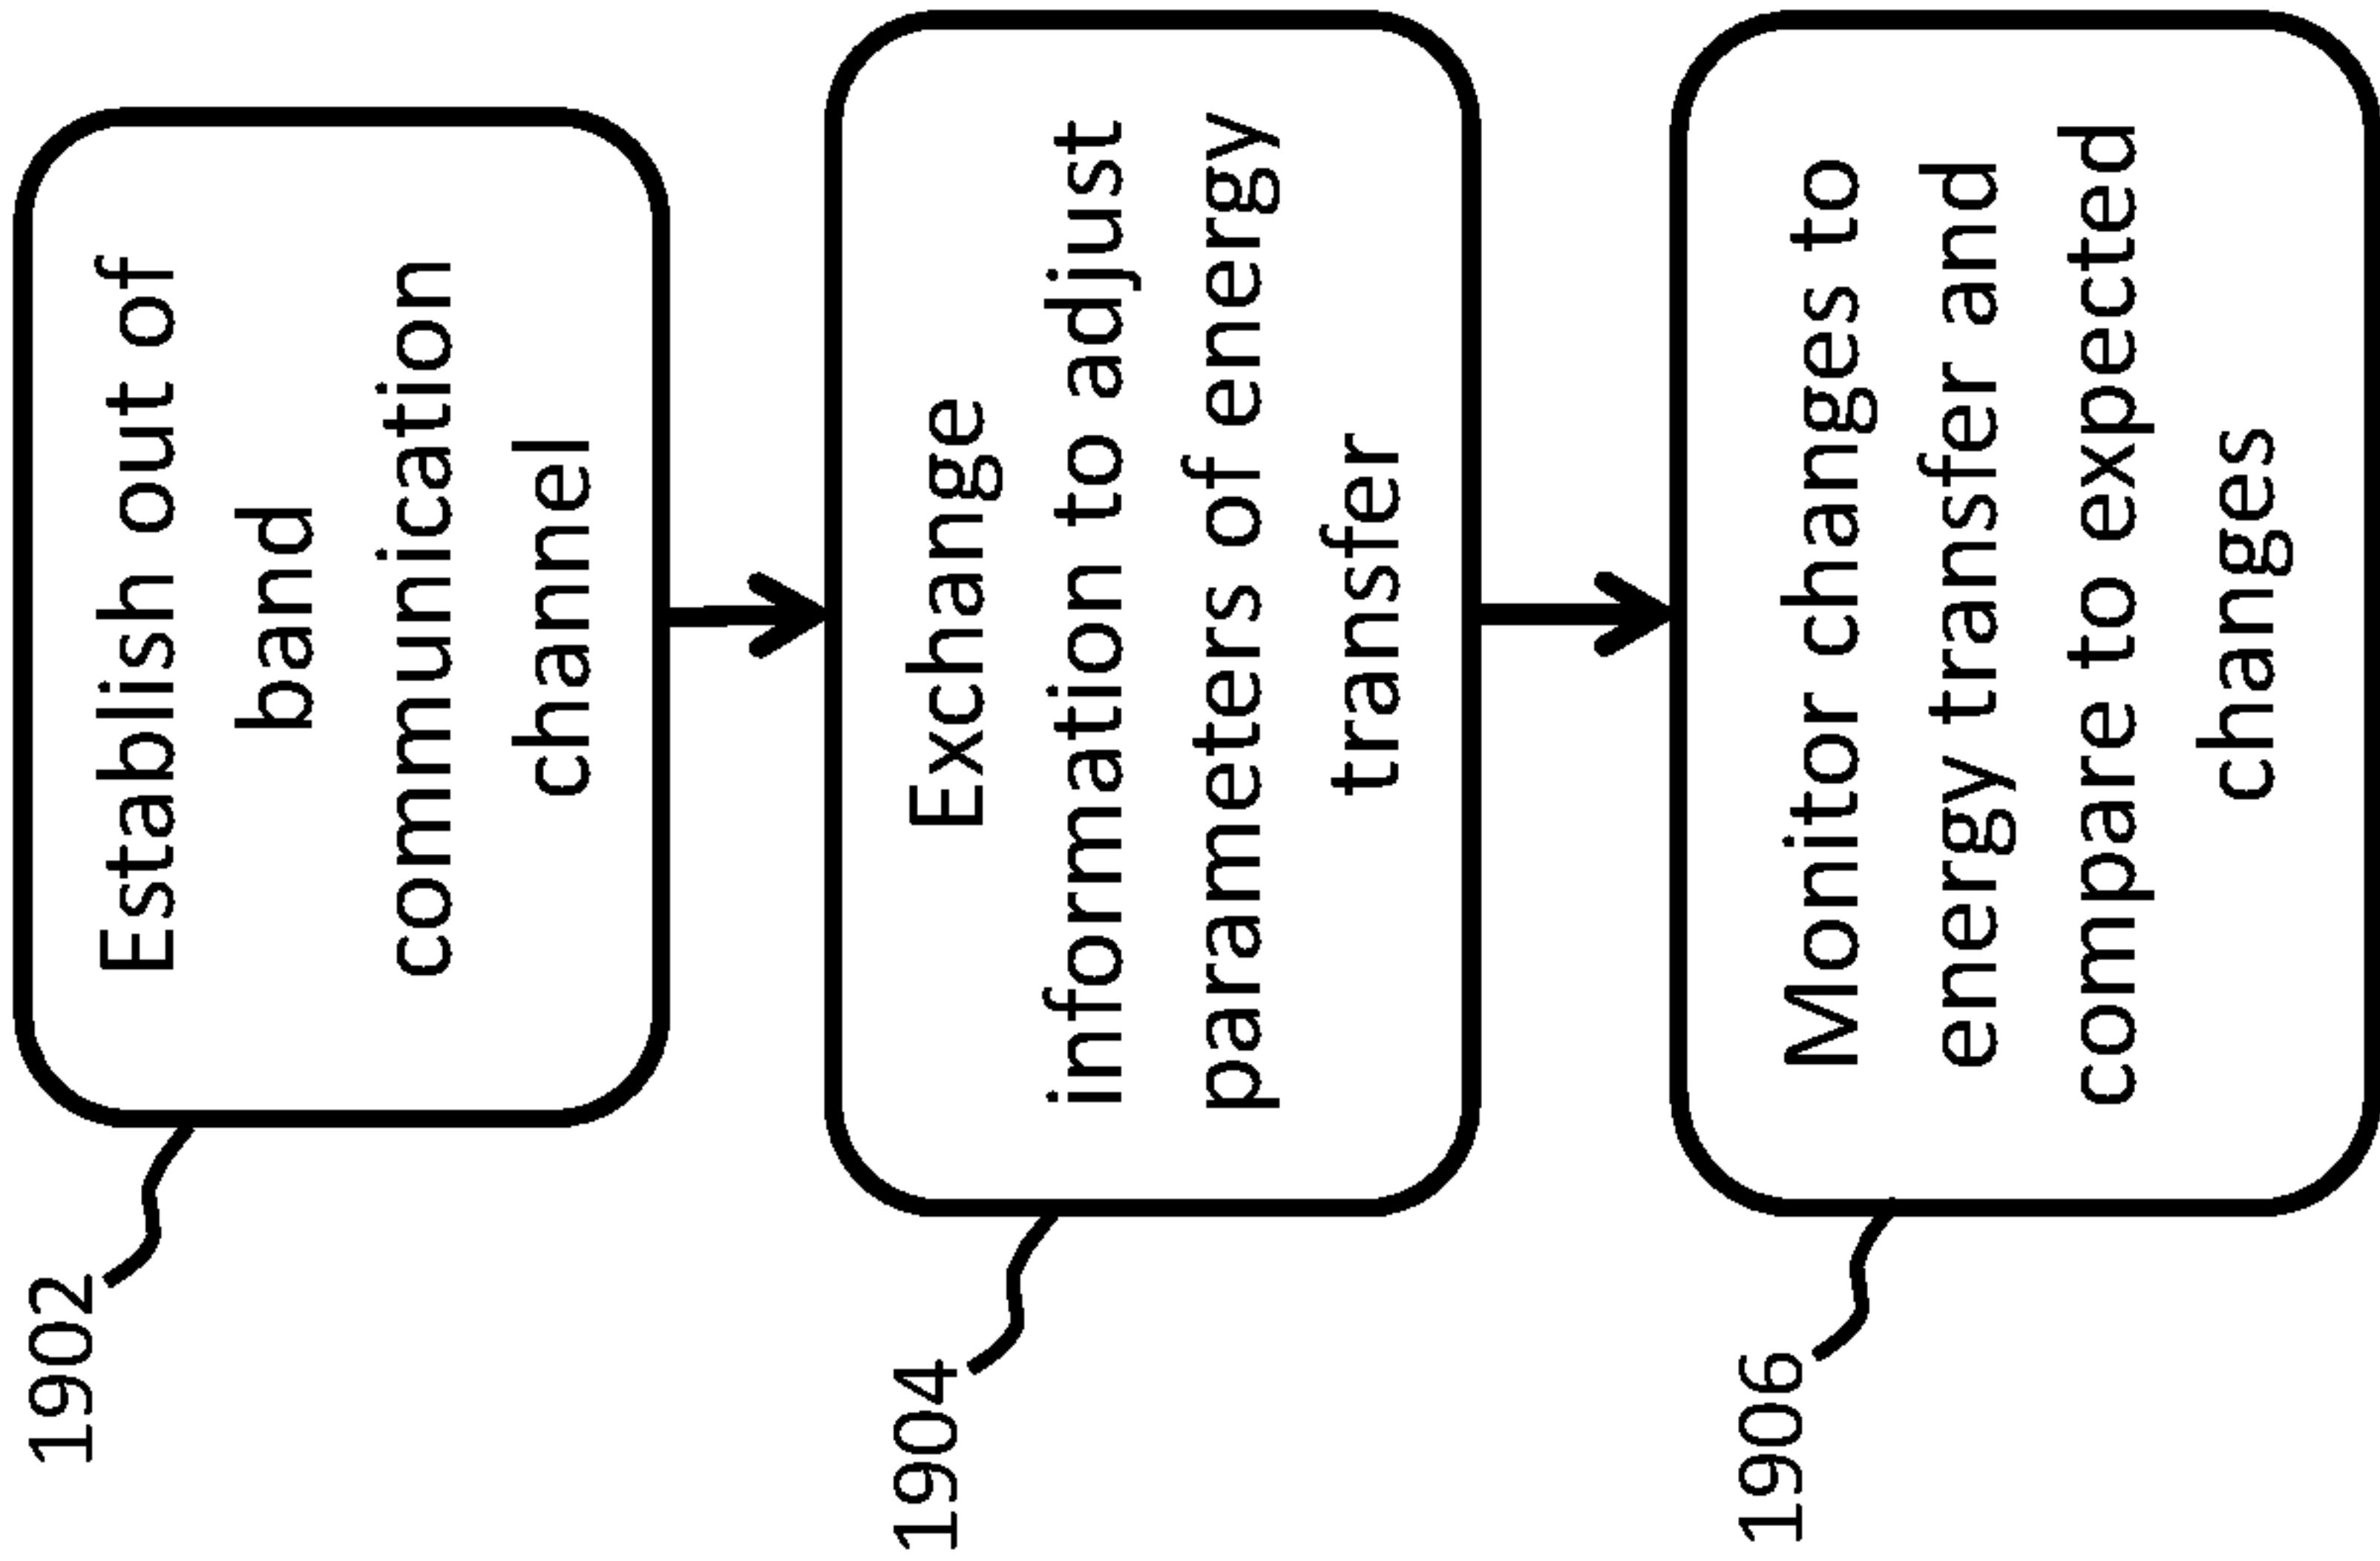 1902
Establish out of
band
communication
channel
1904
Exchange
information to adjust
parameters of energy
transfer
1906
Monitor changes to
energy transfer and
compare to expected
changes